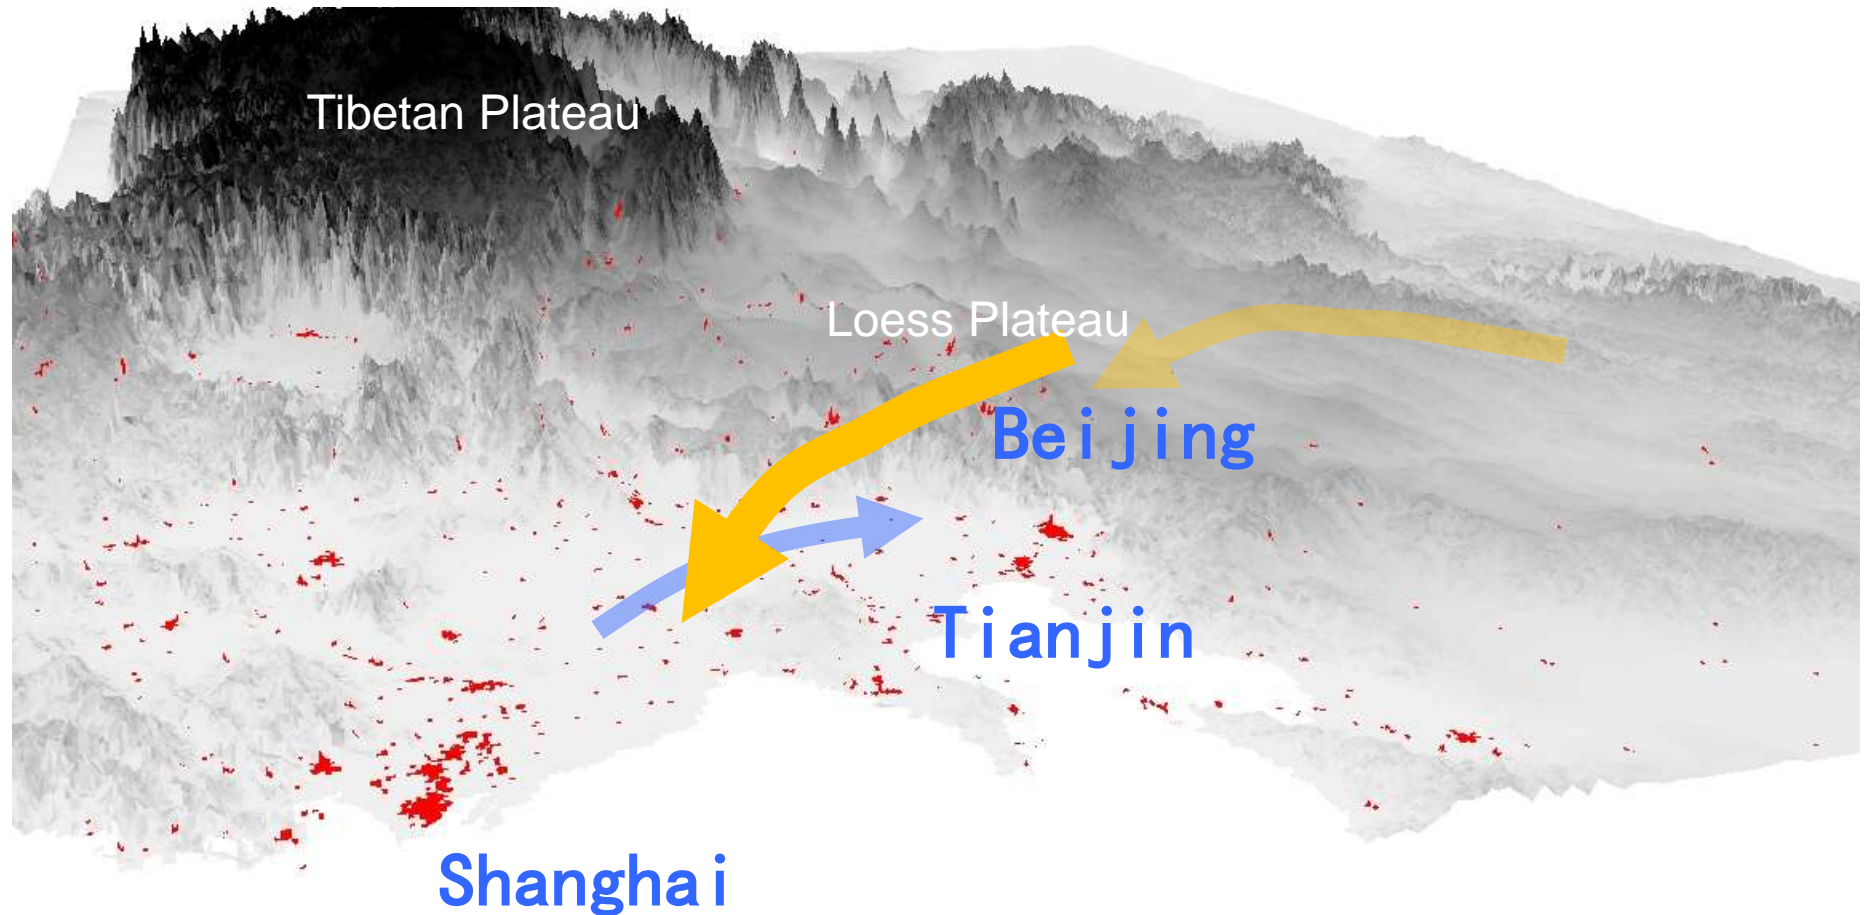 Tibetan Plateau
Loess Plateau
Beijing
Tianjin
Shanghai